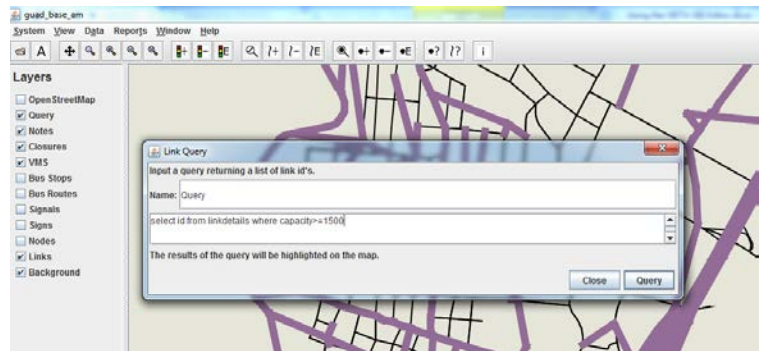 guad_base_am
System View Data Reports Window Help
A + - E + - E + + - E ? ? i
Layers
OpenStreetMap
Query
Notes
Closures
VMS
Bus Stops
Bus Routes
Signals
Signs
Nodes
Links
Background
Link Query
Input a query returning a list of link id's.
Name: Query
select id from linkdetails where capacity>=1500
The results of the query will be highlighted on the map.
Close Query